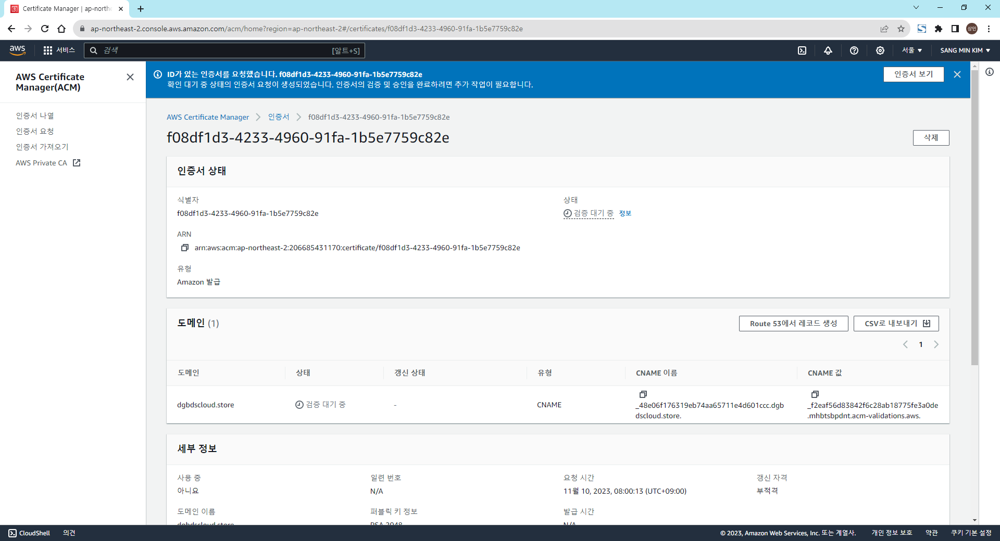 Certificate Manager | ap-northe
ap-northeast-2.console.aws.amazon.com/acm/home?region=ap-northeast-2#/certificates/f08df1d3-4233-4960-91fa-1b5e7759c82e
상민
aws
서비스
검색
[알트+S]
서울
SANG MIN KIM
AWS Certificate
Manager(ACM)
인증서 나열
인증서 요청
인증서 가져오기
AWS Private CA
ID가 있는 인증서를 요청했습니다. f08df1d3-4233-4960-91fa-1b5e7759c82e
확인 대기 중 상태의 인증서 요청이 생성되었습니다. 인증서의 검증 및 승인을 완료하려면 추가 작업이 필요합니다.
인증서 보기
AWS Certificate Manager
인증서
f08df1d3-4233-4960-91fa-1b5e7759c82e
f08df1d3-4233-4960-91fa-1b5e7759c82e
삭제
인증서 상태
식별자
f08df1d3-4233-4960-91fa-1b5e7759c82e
상태
검증 대기 중 정보
ARN
arn:aws:acm:ap-northeast-2:206685431170:certificate/f08df1d3-4233-4960-91fa-1b5e7759c82e
유형
Amazon 발급
도메인 (1)
Route 53에서 레코드 생성
CSV로 내보내기
1
도메인 상태 갱신 상태 유형 CNAME 이름 CNAME 값
dgbdscloud.store
검증 대기 중
-
CNAME
_48e06f176319eb74aa65711e4d601ccc.dgb
dscloud.store.
_f2eaf56d83842f6c28ab18775fe3a0de
.mhbtsbpdnt.acm-validations.aws.
세부 정보
사용 중
아니요
일련 번호
N/A
요청 시간
11월 10, 2023, 08:00:13 (UTC+09:00)
갱신 자격
부적격
도메인 이름
dgbdscloud.store
퍼블릭 키 정보
RSA 2048
발급 시간
N/A
CloudShell
의견
© 2023, Amazon Web Services, Inc. 또는 계열사.
개인 정보 보호
약관
쿠키 기본 설정